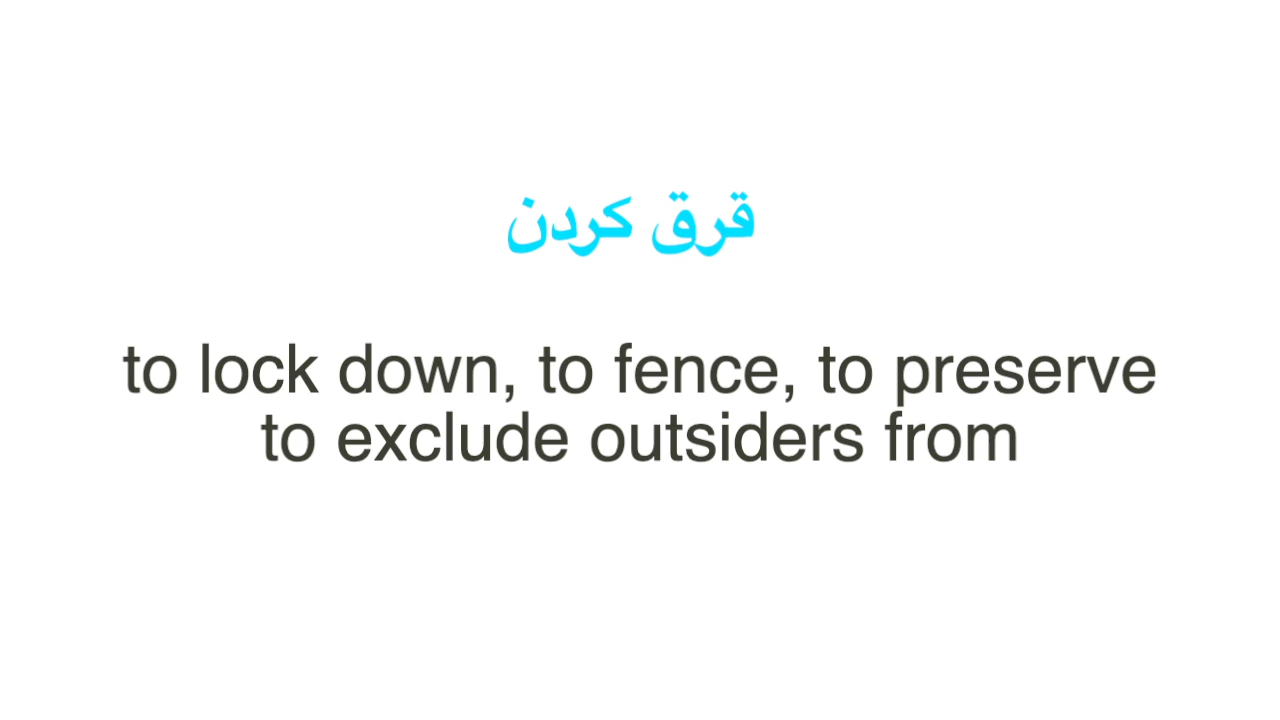 قرق کردن
to lock down, to fence, to preserve
to exclude outsiders from